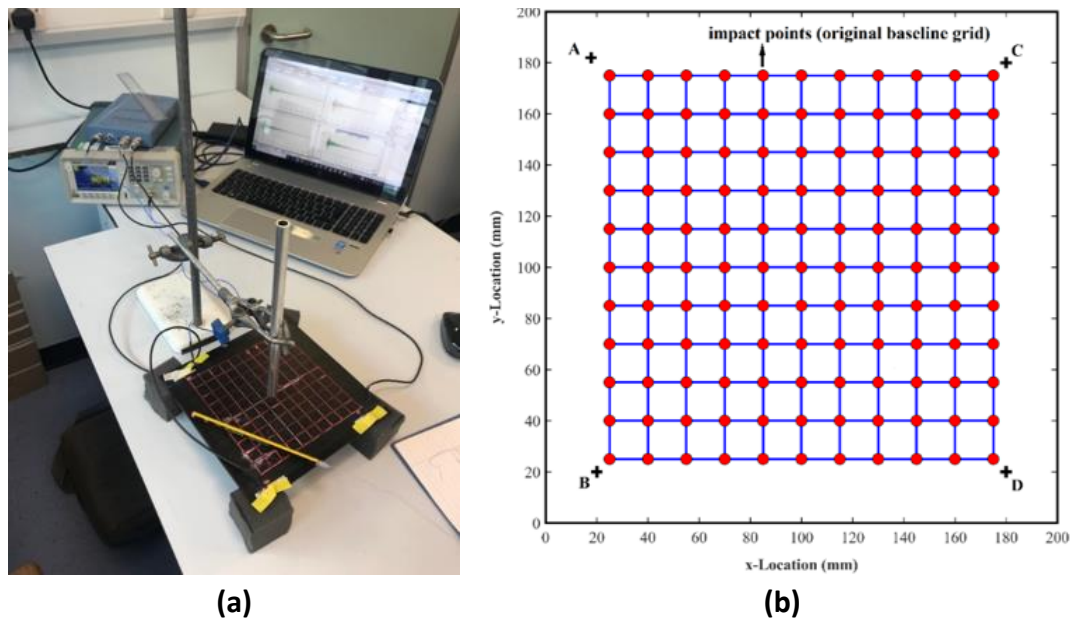 impact points (original baseline grid)
A
C
B
D
200
180
160
140
120
100
80
60
40
20
0
y-Location (mm)
0 20 40 60 80 100 120 140 160 180 200
x-Location (mm)
(a)
(b)